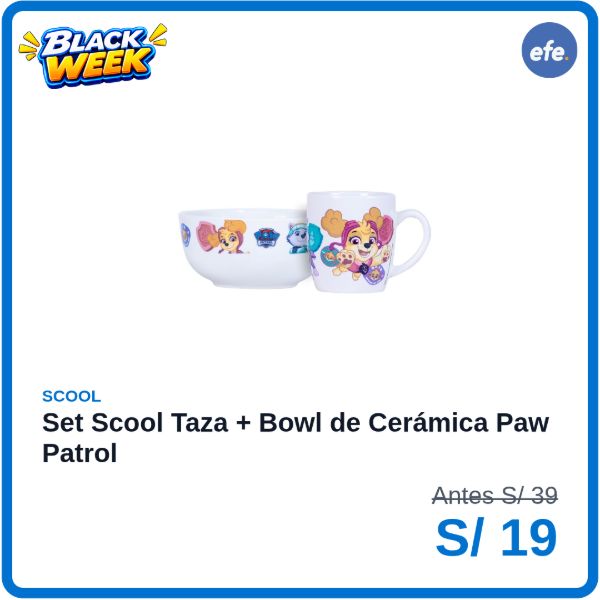 BLACK
WEEK
efe.
SCOOL
Set Scool Taza + Bowl de Cerámica Paw
Patrol
Antes S/ 39
S/ 19